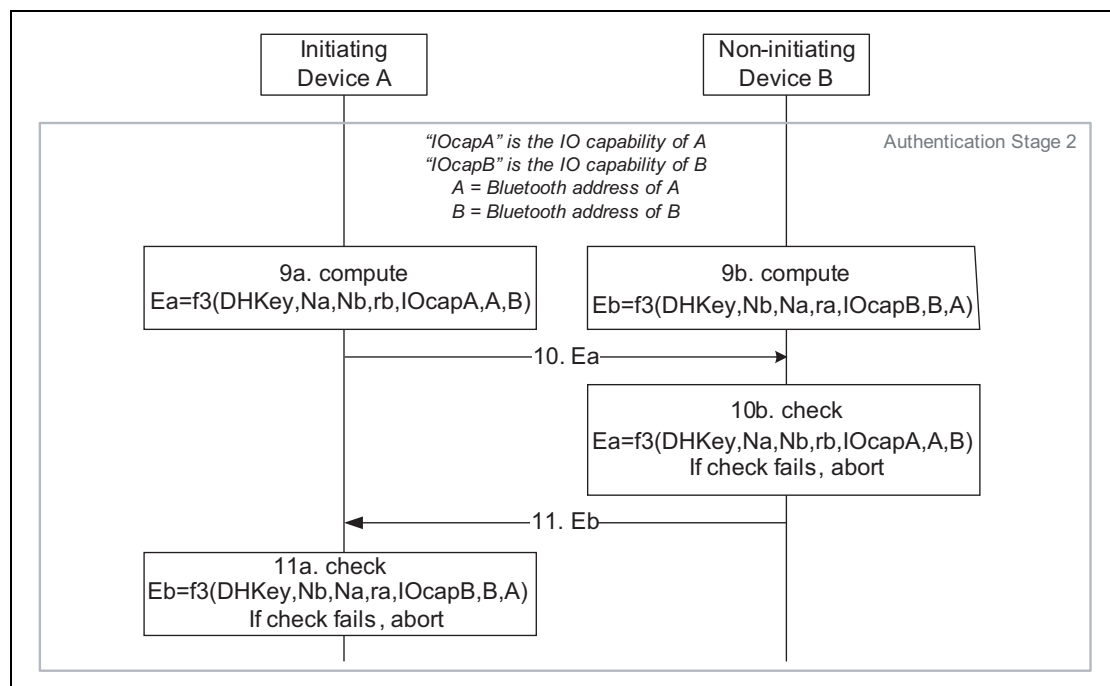 Initiating
Device A
Non-initiating
Device B
Authentication Stage 2
“IOcapA” is the IO capability of A
“IOcapB” is the IO capability of B
A = Bluetooth address of A
B = Bluetooth address of B
9a. compute
Ea=f3(DHKey,Na,Nb,rb,IOcapA,A,B)
9b. compute
Eb=f3(DHKey,Nb,Na,ra,IOcapB,B,A)
10. Ea
10b. check
Ea=f3(DHKey,Na,Nb,rb,IOcapA,A,B)
If check fails, abort
11. Eb
11a. check
Eb=f3(DHKey,Nb,Na,ra,IOcapB,B,A)
If check fails, abort